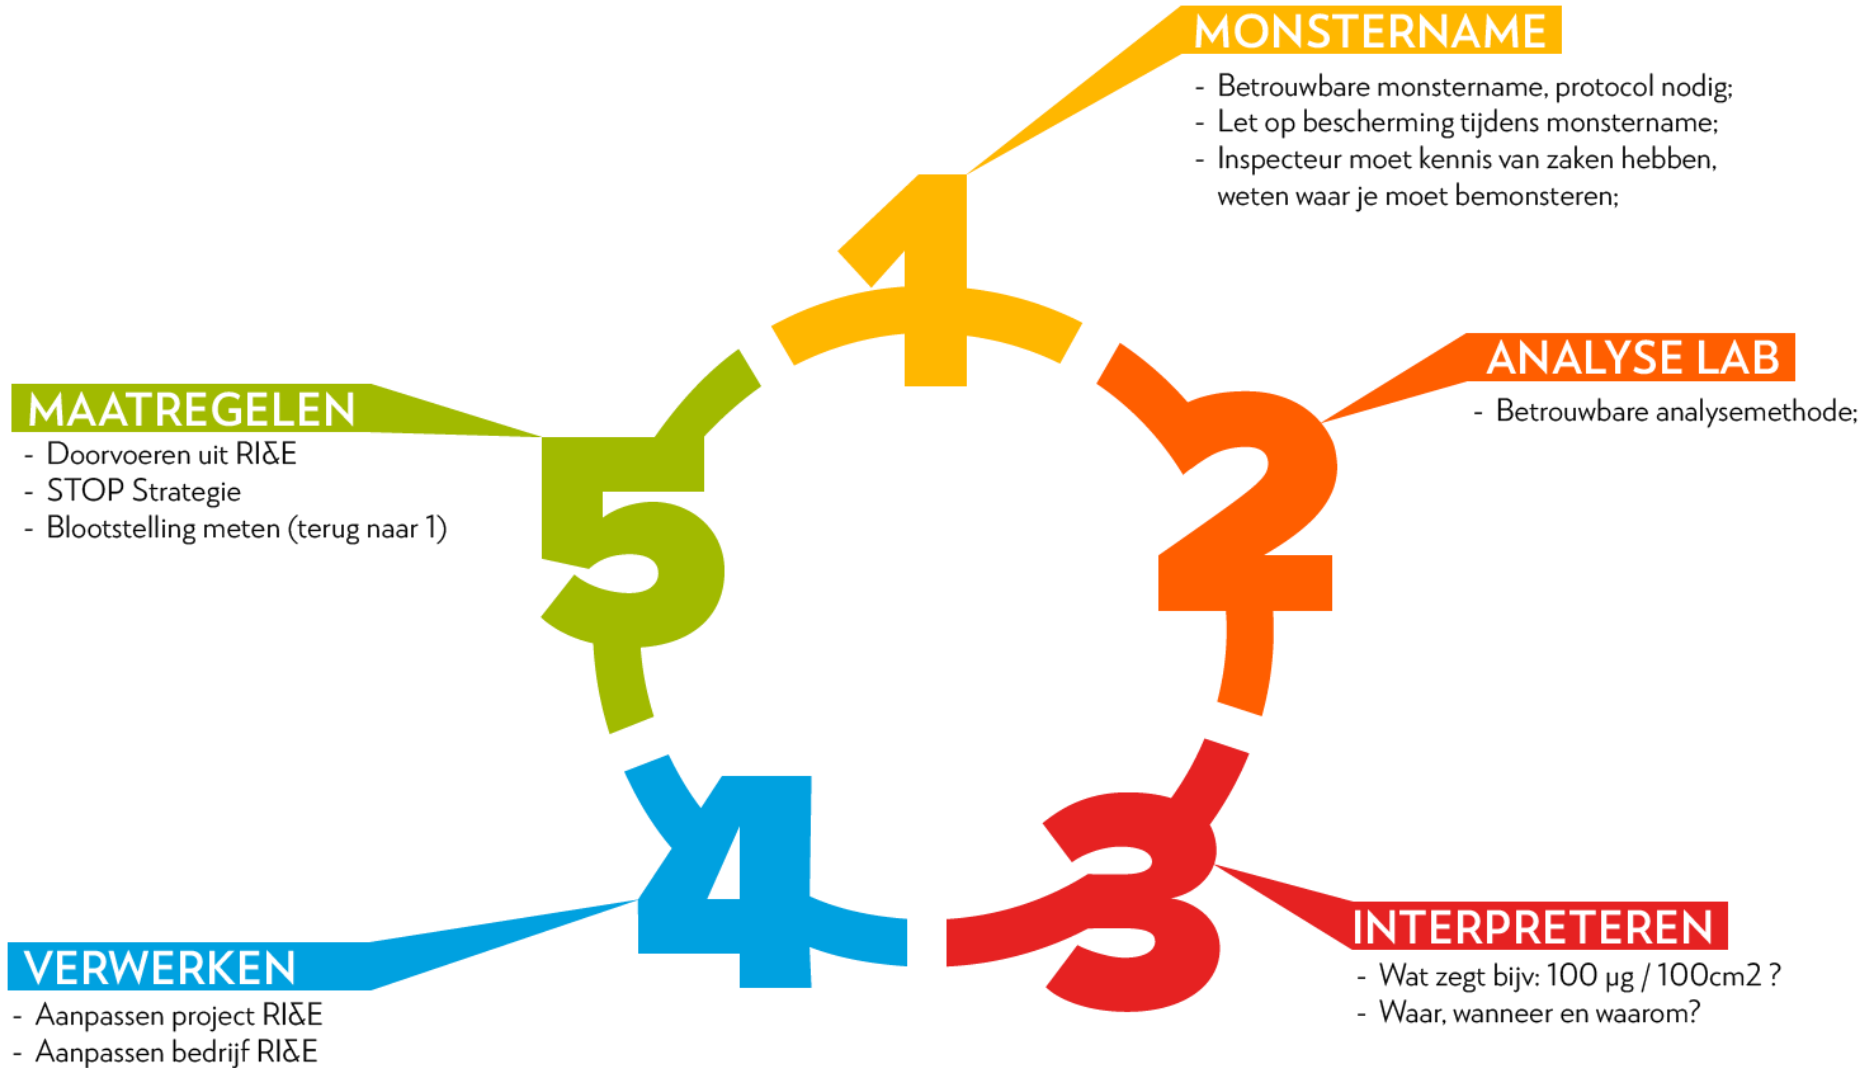 1
MONSTERNAME
- Betrouwbare monstername, protocol nodig;
- Let op bescherming tijdens monstername;
- Inspecteur moet kennis van zaken hebben,
weten waar je moet bemonsteren;
2
ANALYSE LAB
- Betrouwbare analysemethode;
3
INTERPRETEREN
- Wat zegt bijv: 100 µg / 100cm2 ?
- Waar, wanneer en waarom?
4
VERWERKEN
- Aanpassen project RI&E
- Aanpassen bedrijf RI&E
5
MAATREGELEN
- Doorvoeren uit RI&E
- STOP Strategie
- Blootstelling meten (terug naar 1)